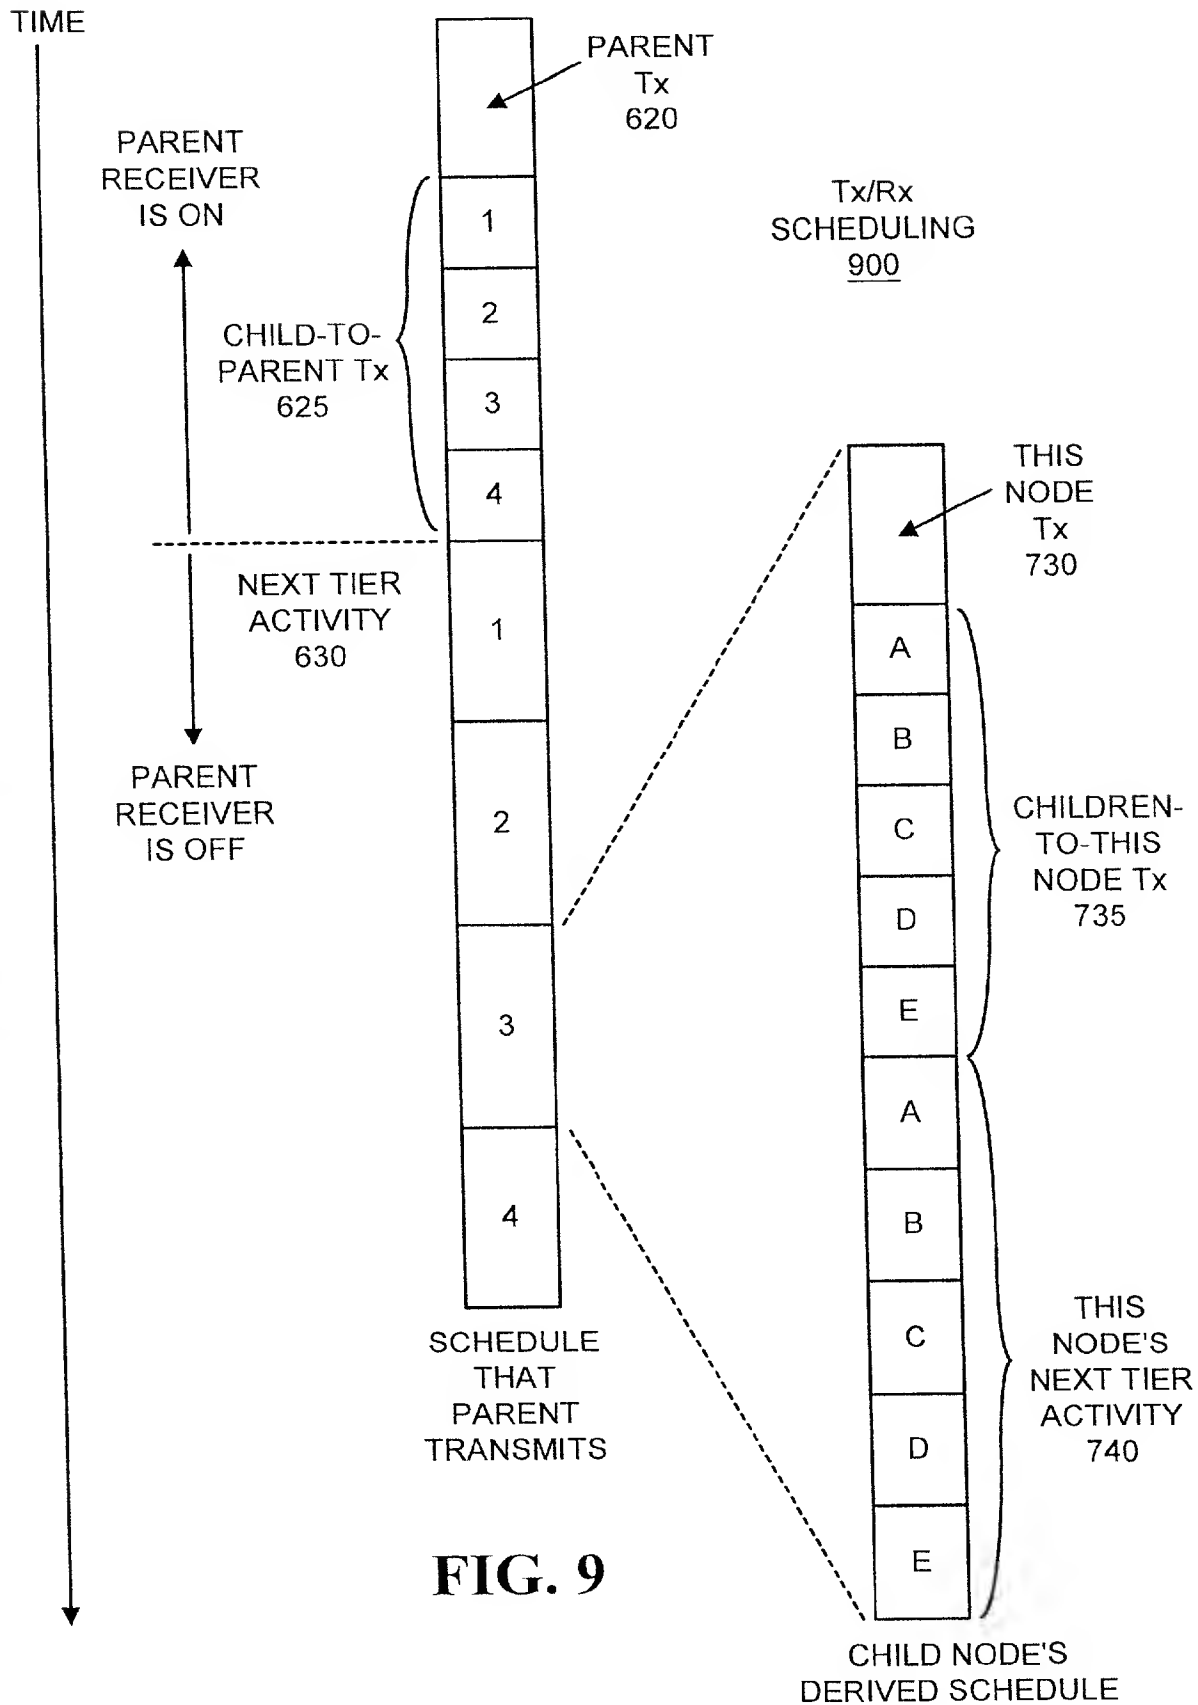 TIME
PARENT
Tx
620
PARENT
RECEIVER
IS ON
Tx/Rx
SCHEDULING
900
1
2
3
4
CHILD-TO-
PARENT Tx
625
NEXT TIER
ACTIVITY
630
1
2
3
4
PARENT
RECEIVER
IS OFF
THIS
NODE
Tx
730
A
B
C
D
E
CHILDREN-
TO-THIS
NODE Tx
735
A
B
C
D
E
THIS
NODE'S
NEXT TIER
ACTIVITY
740
SCHEDULE
THAT
PARENT
TRANSMITS
FIG. 9
CHILD NODE'S
DERIVED SCHEDULE